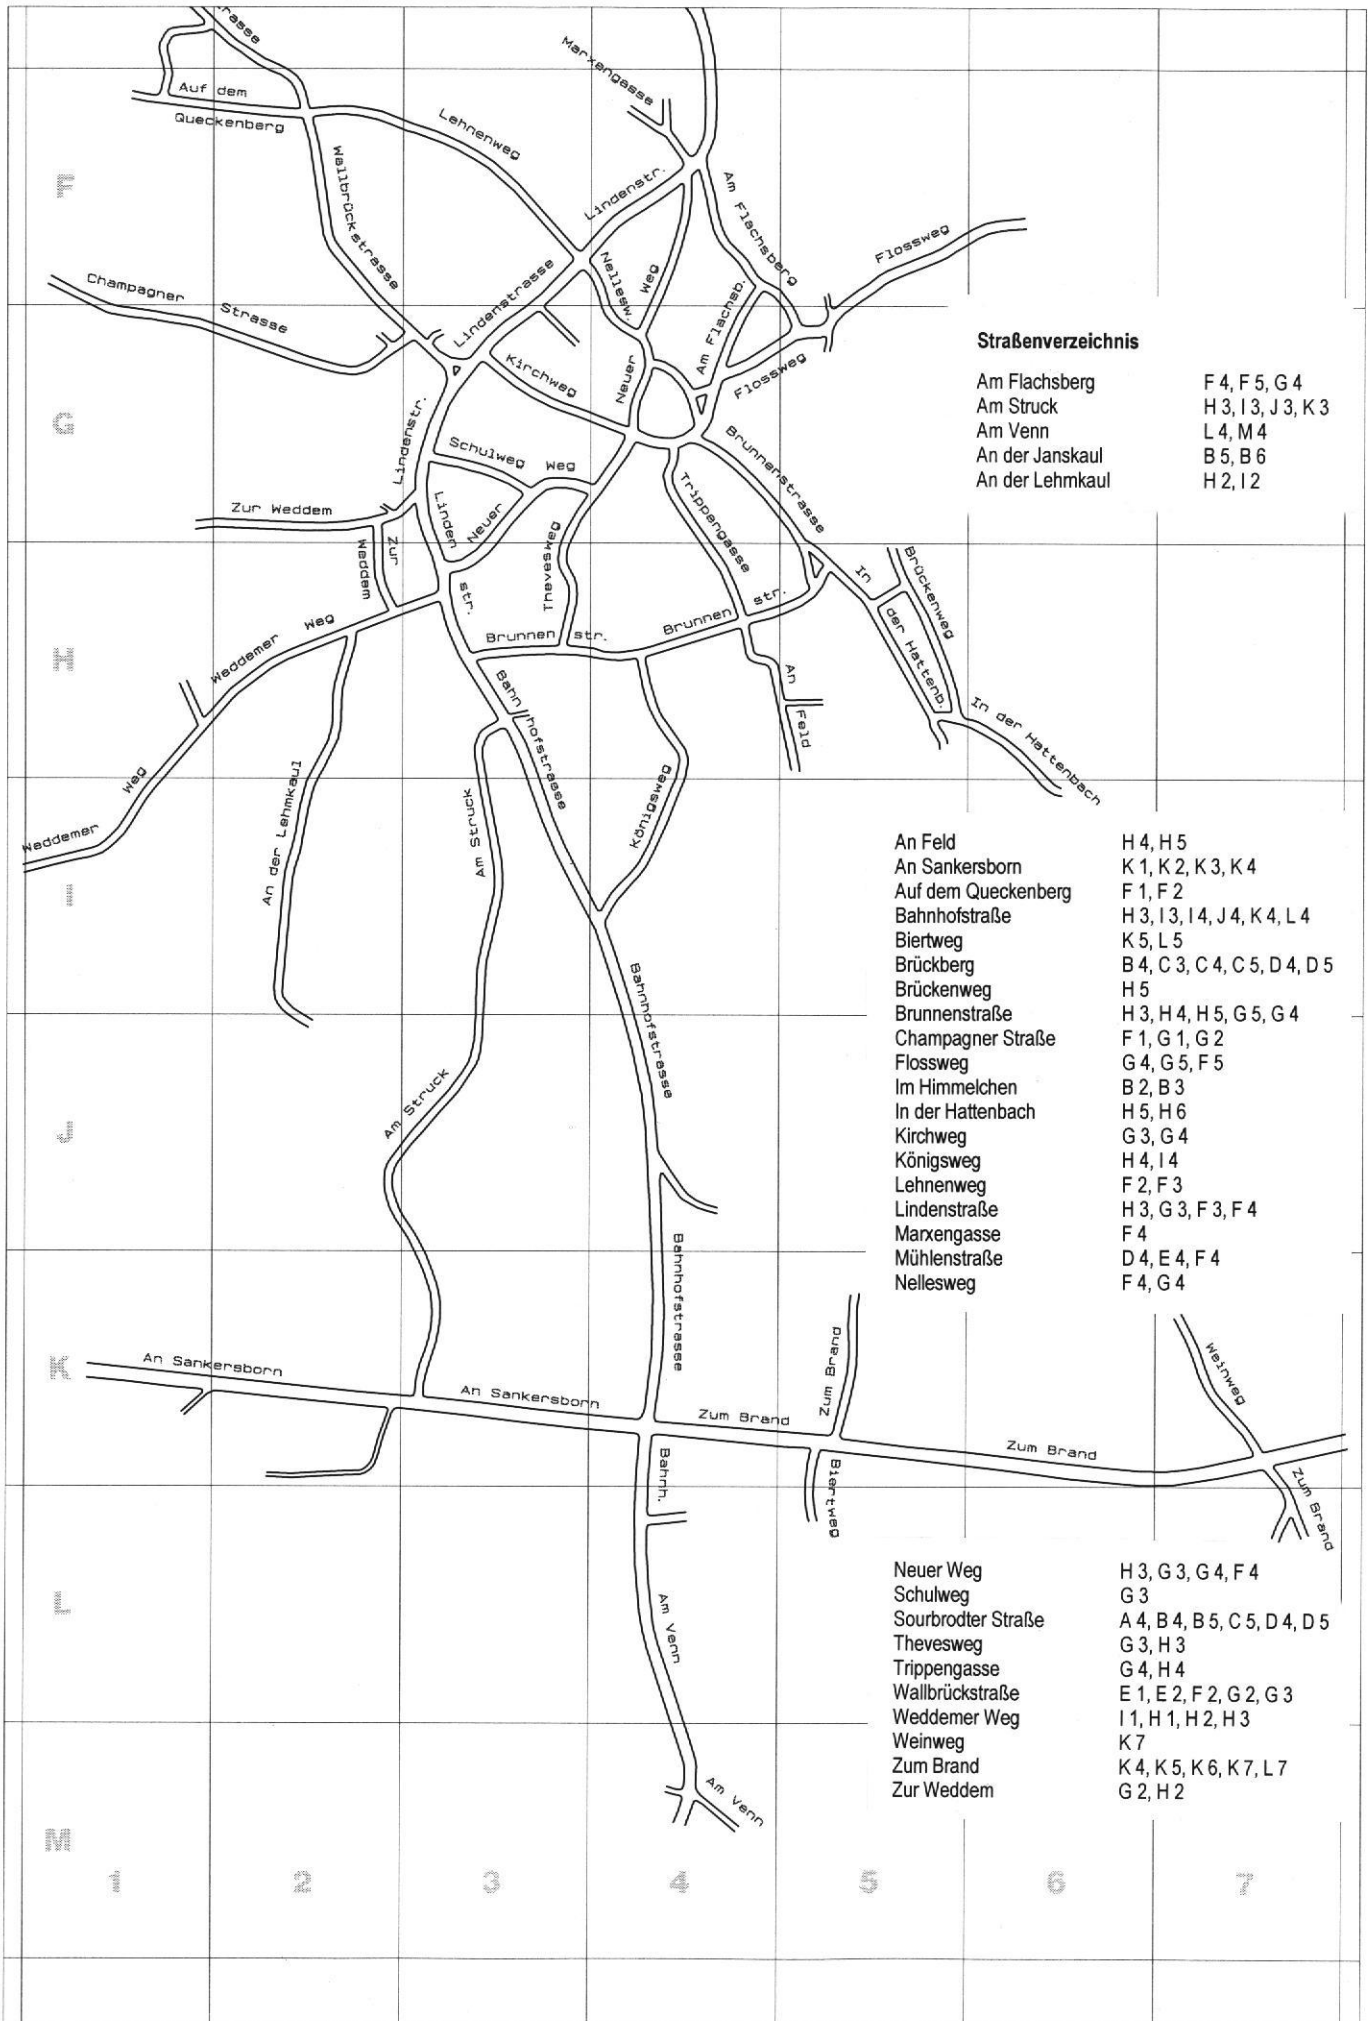 rasse
Marxengasse
Auf dem
Queckenberg
Lehnenweg
Wallbrückstrasse
Lindenstr.
Am Flachsberg
F
Flossweg
Champagner
Strasse
Lindenstrasse
Nellesw.
Weg
Am Flachsb.
Straßenverzeichnis
Am Flachsberg F 4, F 5, G 4
Am Struck H 3, I 3, J 3, K 3
Am Venn L 4, M 4
An der Janskaul B 5, B 6
An der Lehmkaul H 2, I 2
Kirchweg
Neuer
Flossweg
G
Lindenstr.
Schulweg
Weg
Brunnenstrasse
Trippengasse
Zur Weddem
Linden
Neuer
Thevesweg
Zur
Weddem
str.
In
Brückenweg
der Hattenb.
Weddemer
Weg
Brunnen
str.
Brunnen
str.
H
An
Feld
Bahn
hofstrasse
In der Hattenbach
Weg
Weddemer
An der Lehmkaul
Am Struck
Königsweg
I
An Feld H 4, H 5
An Sankersborn K 1, K 2, K 3, K 4
Auf dem Queckenberg F 1, F 2
Bahnhofstraße H 3, I 3, I 4, J 4, K 4, L 4
Biertweg K 5, L 5
Brückberg B 4, C 3, C 4, C 5, D 4, D 5
Brückenweg H 5
Brunnenstraße H 3, H 4, H 5, G 5, G 4
Champagner Straße F 1, G 1, G 2
Flossweg G 4, G 5, F 5
Im Himmelchen B 2, B 3
In der Hattenbach H 5, H 6
Kirchweg G 3, G 4
Königsweg H 4, I 4
Lehnenweg F 2, F 3
Lindenstraße H 3, G 3, F 3, F 4
Marxengasse F 4
Mühlenstraße D 4, E 4, F 4
Nellesweg F 4, G 4
Bahnhofstrasse
Am Struck
J
Bahnhofstrasse
K
An Sankersborn
An Sankersborn
Zum Brand
Zum Brand
Zum Brand
Weinweg
Bahnh.
Biertweg
Zum Brand
L
Am Venn
Neuer Weg H 3, G 3, G 4, F 4
Schulweg G 3
Sourbrodter Straße A 4, B 4, B 5, C 5, D 4, D 5
Thevesweg G 3, H 3
Trippengasse G 4, H 4
Wallbrückstraße E 1, E 2, F 2, G 2, G 3
Weddemer Weg I 1, H 1, H 2, H 3
Weinweg K 7
Zum Brand K 4, K 5, K 6, K 7, L 7
Zur Weddem G 2, H 2
Am Venn
M
1 2 3 4 5 6 7